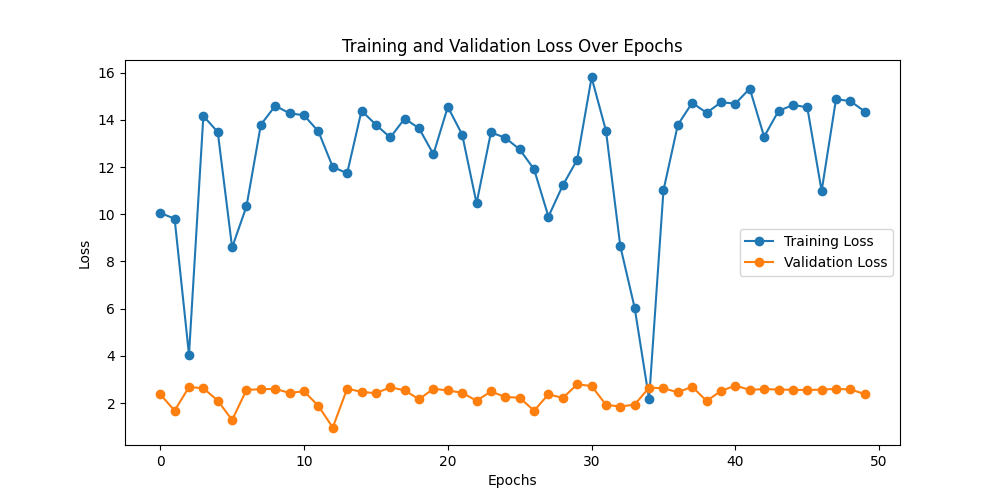 Training and Validation Loss Over Epochs
16
14
12
10
8
6
4
2
Loss
Training Loss
Validation Loss
0 10 20 30 40 50
Epochs